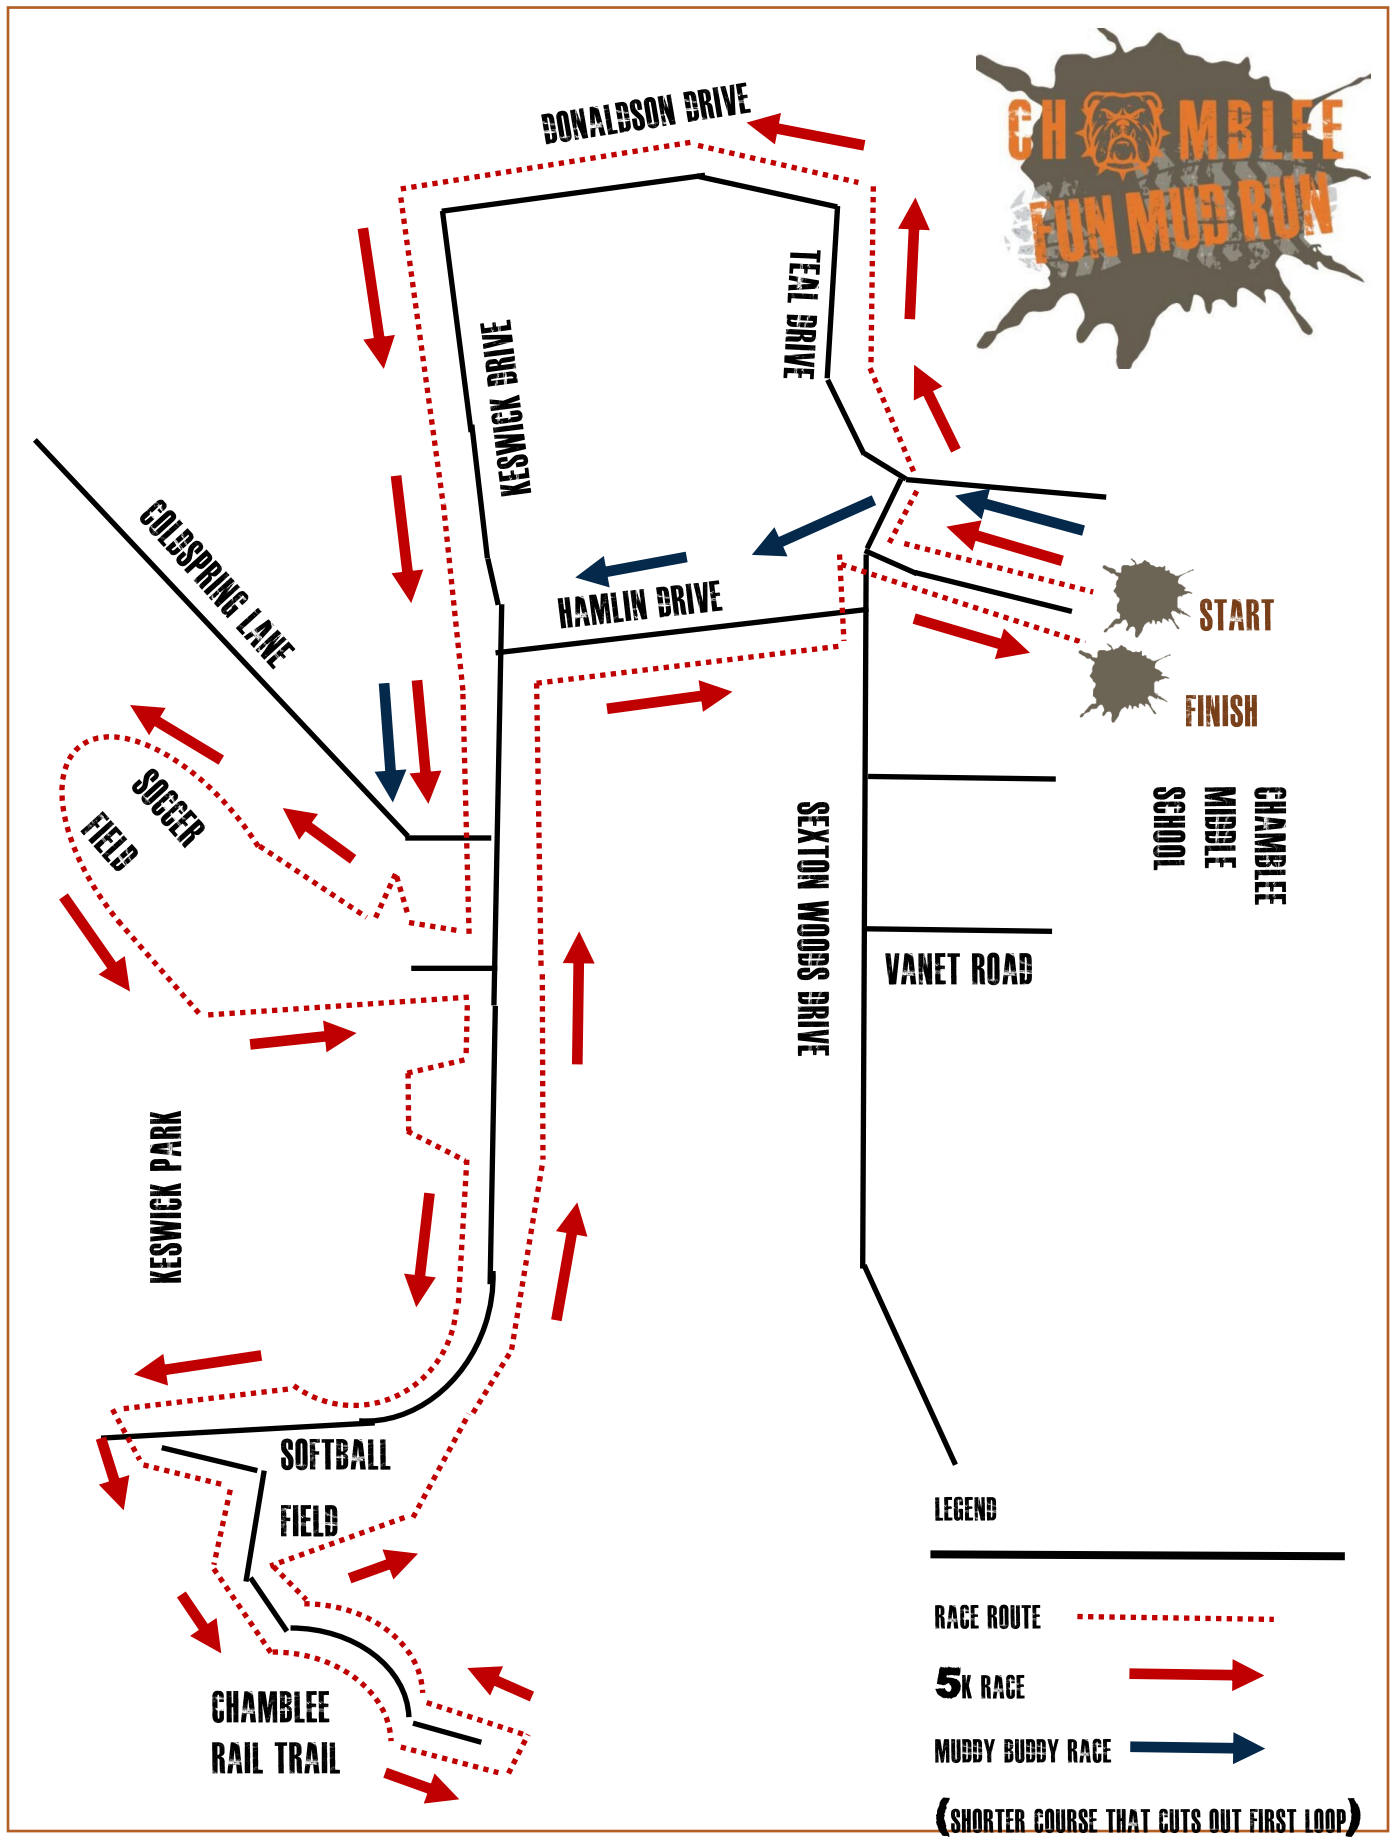 DONALDSON DRIVE
CH MBLEE
FUN MUD RUN
TEAL DRIVE
KESWICK DRIVE
COLDSPRING LANE
HAMLIN DRIVE
START
FINISH
SOCCER
FIELD
SEXTON WOODS DRIVE
CHAMBLEE
MIDDLE
SCHOOL
VANET ROAD
KESWICK PARK
SOFTBALL
FIELD
CHAMBLEE
RAIL TRAIL
LEGEND
RACE ROUTE
5K RACE
MUDDY BUDDY RACE
(SHORTER COURSE THAT CUTS OUT FIRST LOOP)